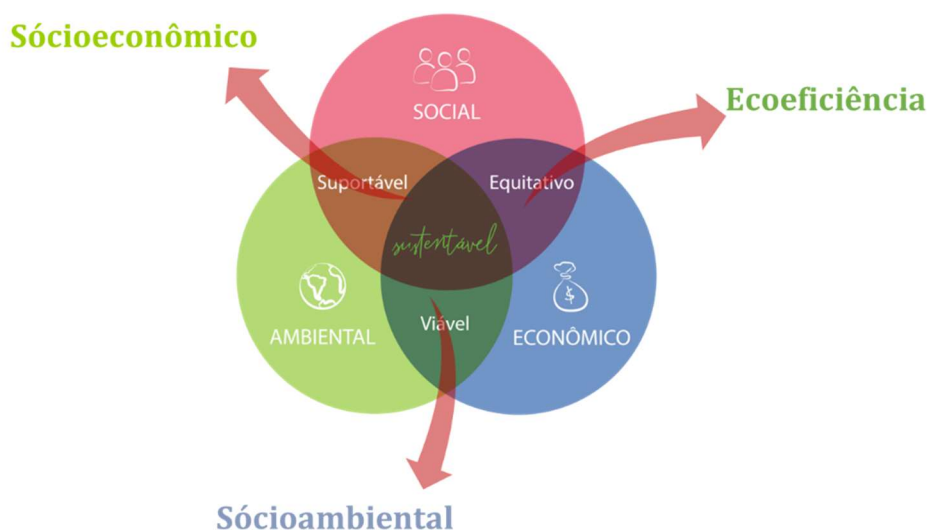 Sócioeconômico
SOCIAL
Ecoeficiência
Suportável
Equitativo
sustentável
AMBIENTAL
Viável
ECONÔMICO
$
Sócioambiental